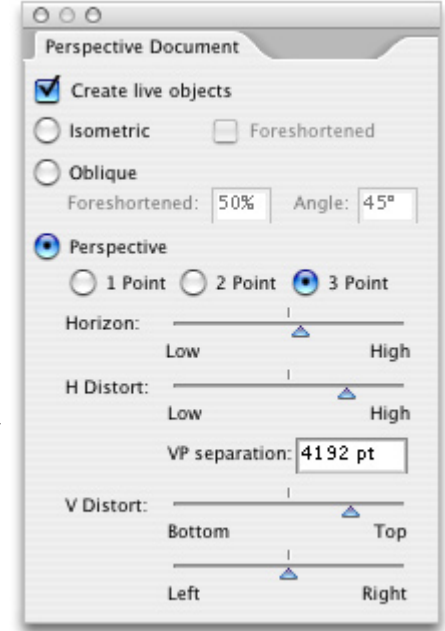 Perspective Document
Create live objects
Isometric Foreshortened
Oblique
Foreshortened: 50% Angle: 45°
Perspective
1 Point 2 Point 3 Point
Horizon:
Low High
H Distort:
Low High
VP separation: 4192 pt
V Distort:
Bottom Top
Left Right